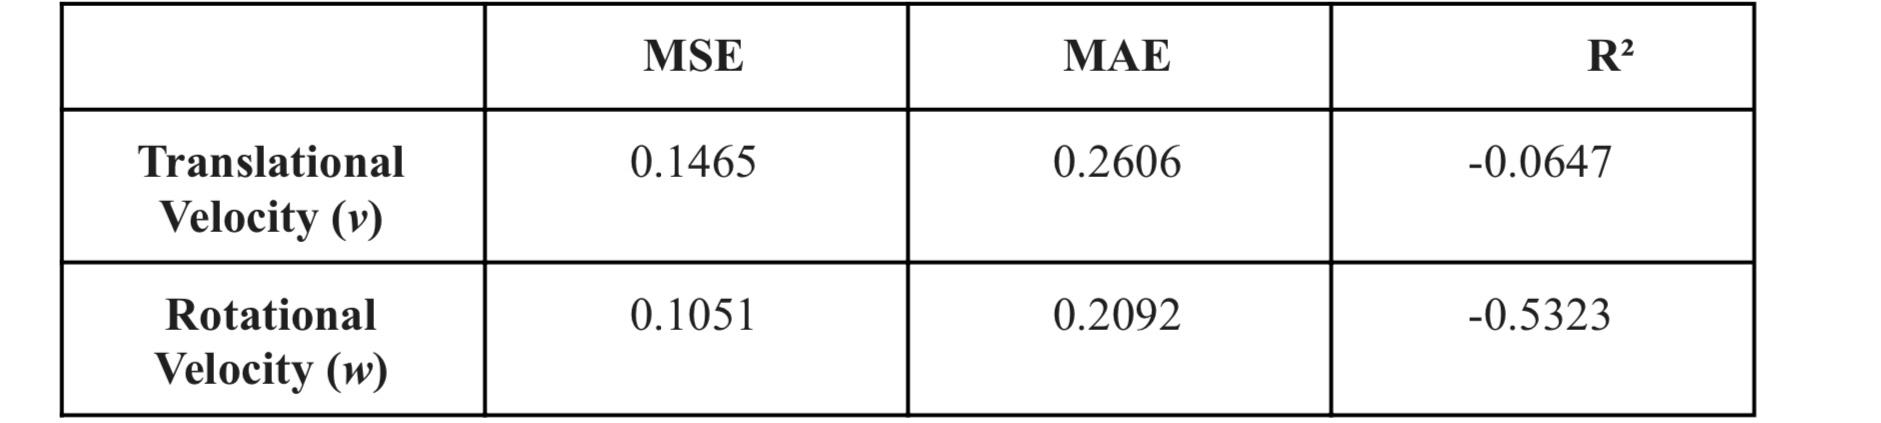 MSE MAE R²
Translational 0.1465 0.2606 -0.0647
Velocity (v)
Rotational 0.1051 0.2092 -0.5323
Velocity (w)